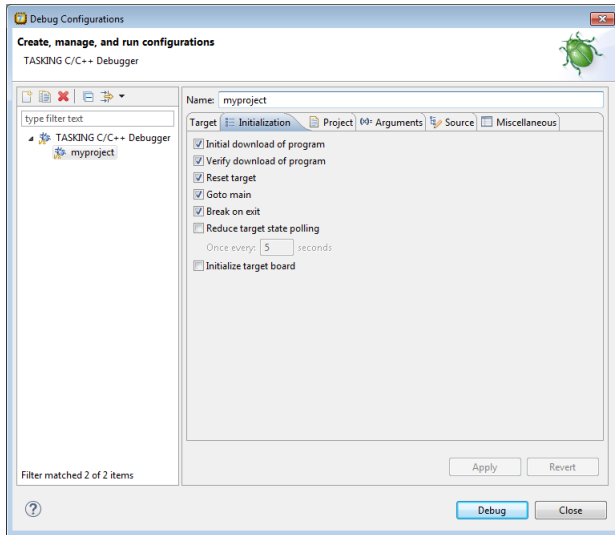 Debug Configurations
Create, manage, and run configurations
TASKING C/C++ Debugger
type filter text
TASKING C/C++ Debugger
myproject
Filter matched 2 of 2 items
Name: myproject
Target Initialization Project (x)= Arguments Source Miscellaneous
Initial download of program
Verify download of program
Reset target
Goto main
Break on exit
Reduce target state polling
Once every: 5 seconds
Initialize target board
Apply Revert
? Debug Close